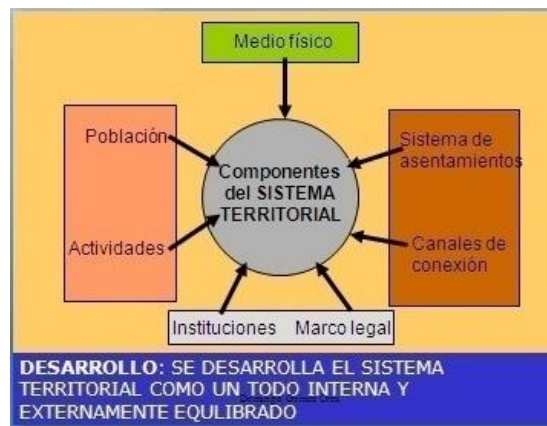 Medio físico
Población
Actividades
Componentes
del SISTEMA
TERRITORIAL
Sistema de
asentamientos
Canales de
conexión
Instituciones
Marco legal
DESARROLLO: SE DESARROLLA EL SISTEMA
TERRITORIAL COMO UN TODO INTERNA Y
EXTERNAMENTE EQULIBRADO